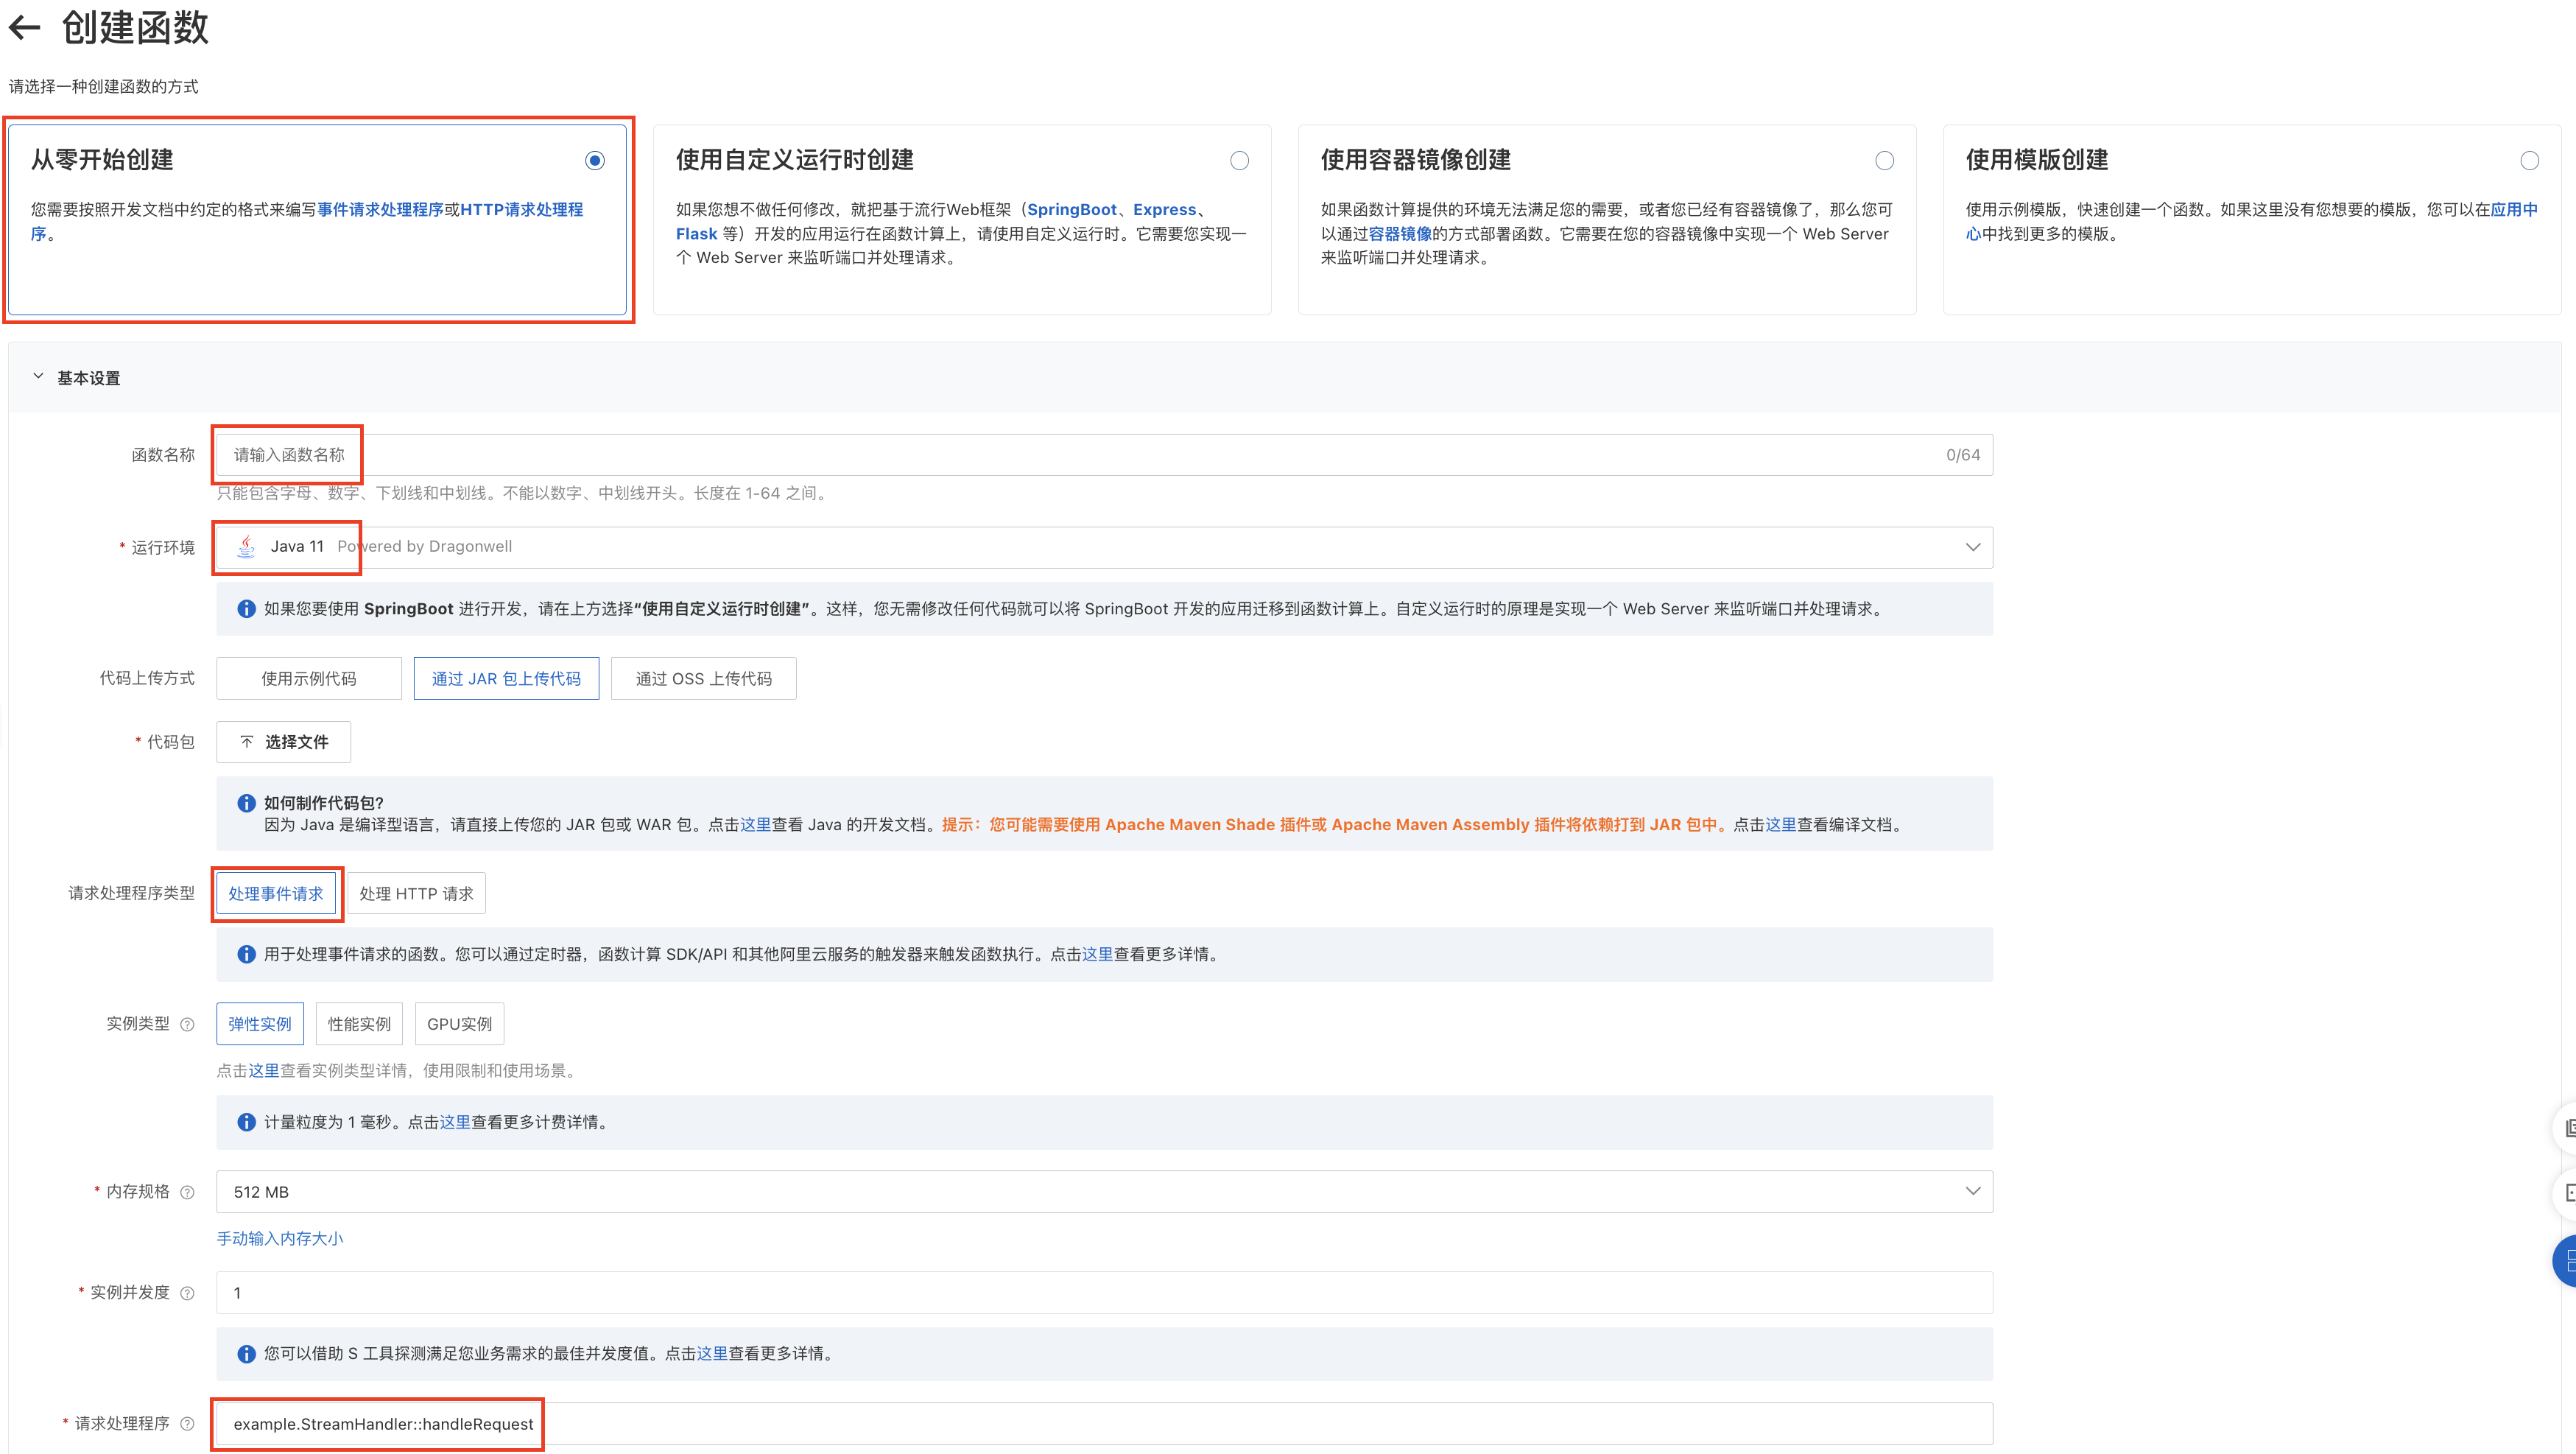 创建函数
请选择一种创建函数的方式
从零开始创建
您需要按照开发文档中约定的格式来编写事件请求处理程序或HTTP请求处理程
序。
使用自定义运行时创建
如果您想不做任何修改，就把基于流行Web框架（SpringBoot、Express、
Flask 等）开发的应用运行在函数计算上，请使用自定义运行时。它需要您实现一
个 Web Server 来监听端口并处理请求。
使用容器镜像创建
如果函数计算提供的环境无法满足您的需要，或者您已经有容器镜像了，那么您可
以通过容器镜像的方式部署函数。它需要在您的容器镜像中实现一个 Web Server
来监听端口并处理请求。
使用模版创建
使用示例模版，快速创建一个函数。如果这里没有您想要的模版，您可以在应用中
心中找到更多的模版。
基本设置
函数名称 请输入函数名称 0/64
只能包含字母、数字、下划线和中划线。不能以数字、中划线开头。长度在 1-64 之间。
* 运行环境 Java 11 Powered by Dragonwell
如果您要使用 SpringBoot 进行开发，请在上方选择“使用自定义运行时创建”。这样，您无需修改任何代码就可以将 SpringBoot 开发的应用迁移到函数计算上。自定义运行时的原理是实现一个 Web Server 来监听端口并处理请求。
代码上传方式 使用示例代码 通过 JAR 包上传代码 通过 OSS 上传代码
* 代码包 选择文件
如何制作代码包?
因为 Java 是编译型语言，请直接上传您的 JAR 包或 WAR 包。点击这里查看 Java 的开发文档。提示：您可能需要使用 Apache Maven Shade 插件或 Apache Maven Assembly 插件将依赖打到 JAR 包中。点击这里查看编译文档。
请求处理程序类型 处理事件请求 处理 HTTP 请求
用于处理事件请求的函数。您可以通过定时器，函数计算 SDK/API 和其他阿里云服务的触发器来触发函数执行。点击这里查看更多详情。
实例类型 弹性实例 性能实例 GPU实例
点击这里查看实例类型详情，使用限制和使用场景。
计量粒度为 1 毫秒。点击这里查看更多计费详情。
* 内存规格 512 MB
手动输入内存大小
* 实例并发度 1
您可以借助 S 工具探测满足您业务需求的最佳并发度值。点击这里查看更多详情。
* 请求处理程序 example.StreamHandler::handleRequest